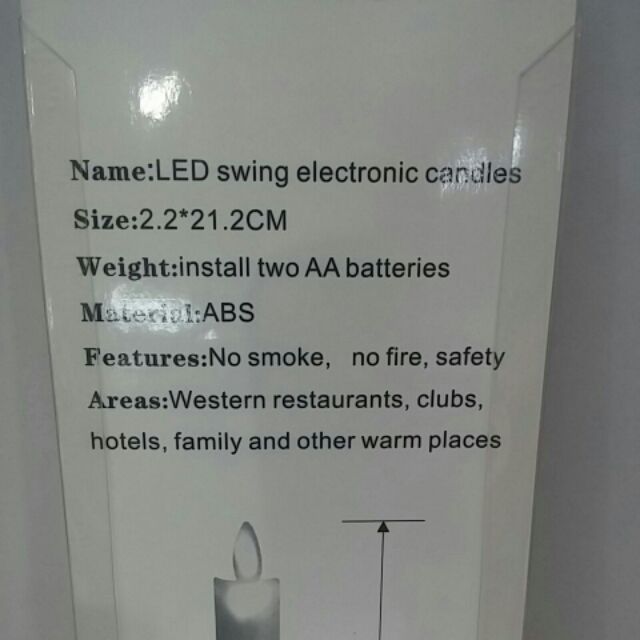 Name:LED swing electronic candles
Size:2.2*21.2CM
Weight:install two AA batteries
Material:ABS
Features:No smoke, no fire, safety
Areas:Western restaurants, clubs,
hotels, family and other warm places